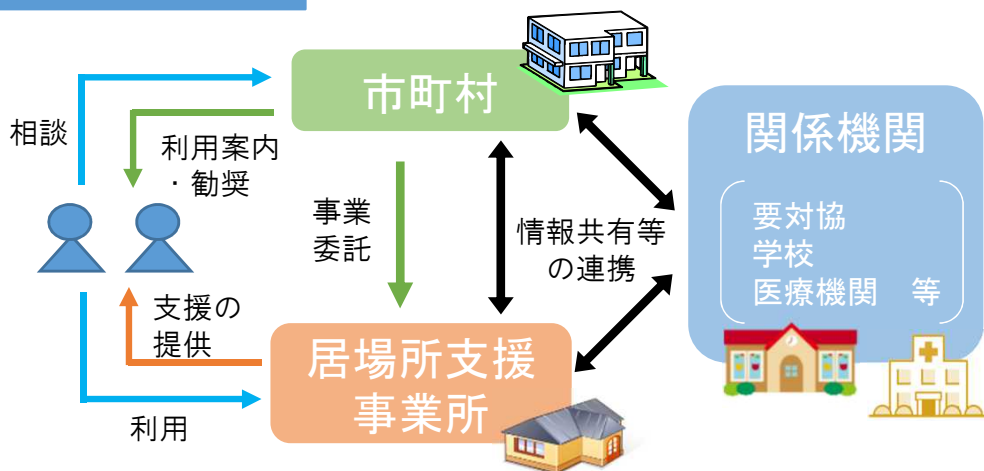 市町村
相談
利用案内
・勧奨
事業
委託
情報共有等
の連携
関係機関
要対協
学校
医療機関　等
支援の
提供
居場所支援
事業所
利用